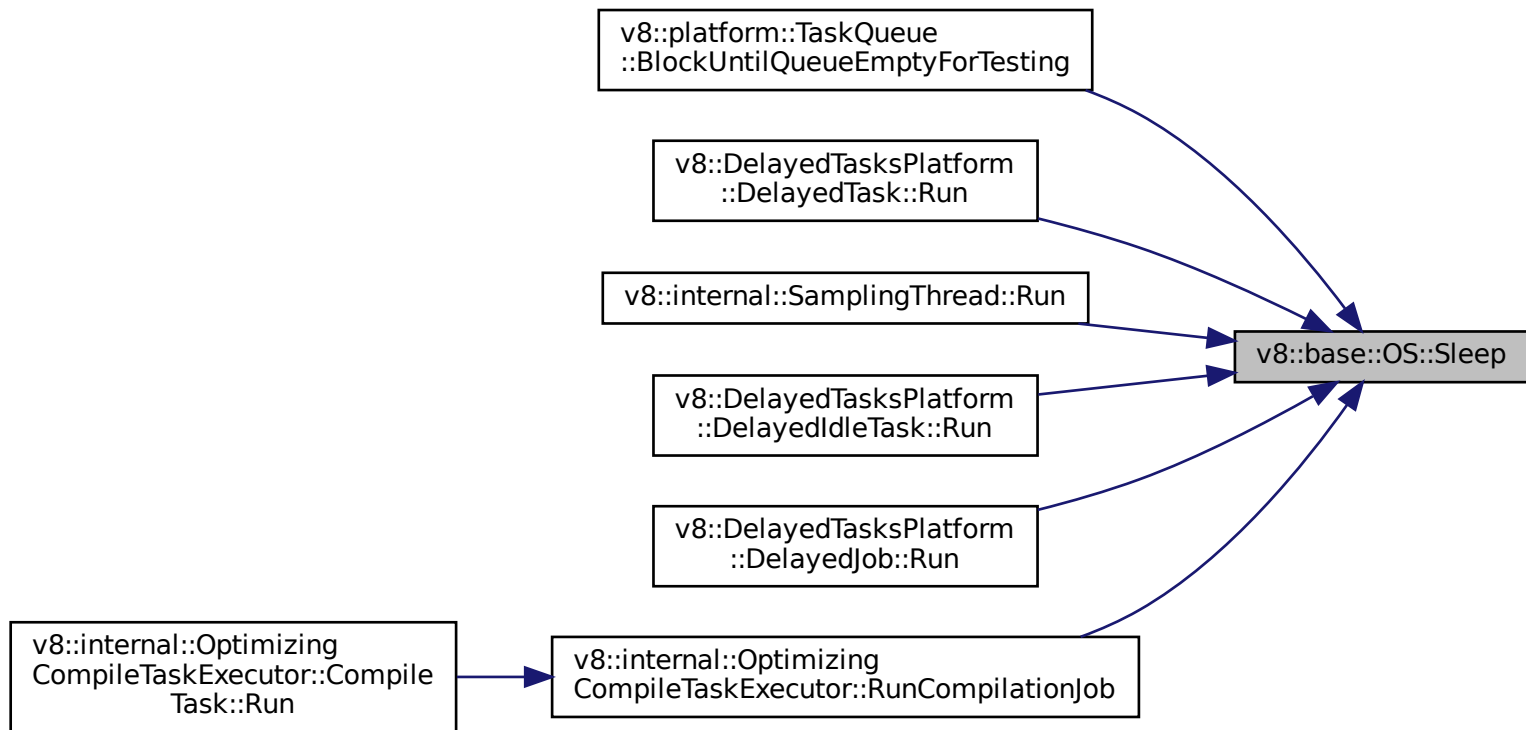 v8::platform::TaskQueue
::BlockUntilQueueEmptyForTesting
v8::DelayedTasksPlatform
::DelayedTask::Run
v8::internal::SamplingThread::Run
v8::base::OS::Sleep
v8::DelayedTasksPlatform
::DelayedIdleTask::Run
v8::DelayedTasksPlatform
::DelayedJob::Run
v8::internal::Optimizing
CompileTaskExecutor::Compile
Task::Run
v8::internal::Optimizing
CompileTaskExecutor::RunCompilationJob